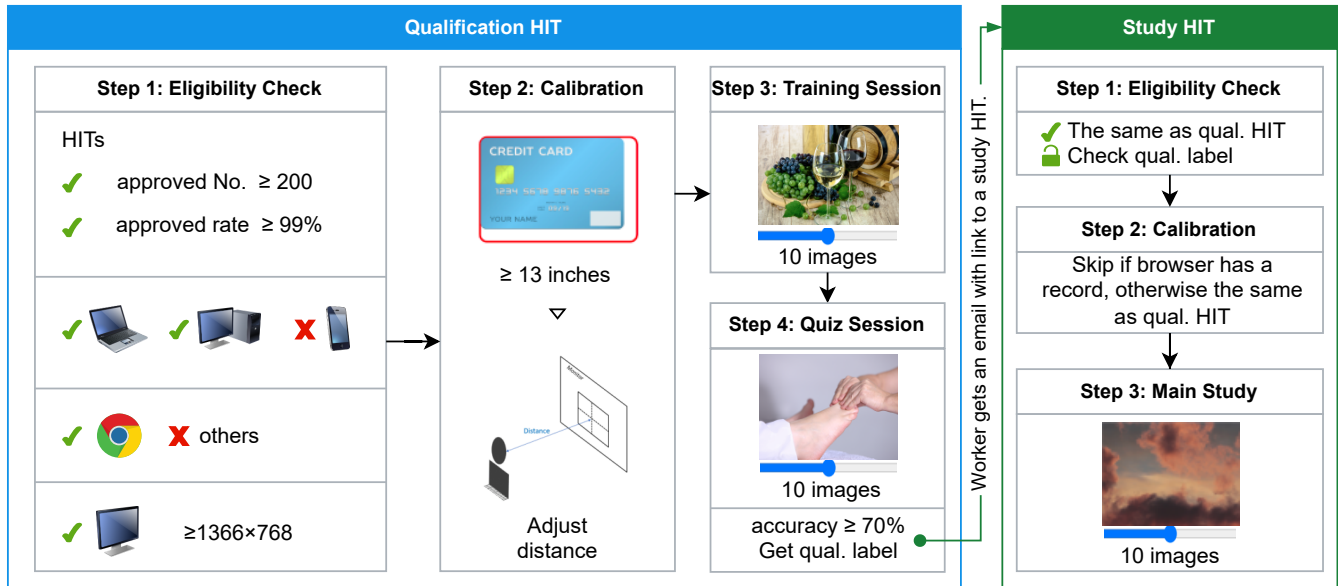 Qualification HIT
Step 1: Eligibility Check
HITs
approved No. ≥ 200
approved rate ≥ 99%
others
≥1366×768
Step 2: Calibration
CREDIT CARD
YOUR NAME
≥ 13 inches
Monitor
Distance
Adjust
distance
Step 3: Training Session
10 images
Step 4: Quiz Session
10 images
accuracy ≥ 70%
Get qual. label
Worker gets an email with link to a study HIT.
Study HIT
Step 1: Eligibility Check
The same as qual. HIT
Check qual. label
Step 2: Calibration
Skip if browser has a
record, otherwise the same
as qual. HIT
Step 3: Main Study
10 images